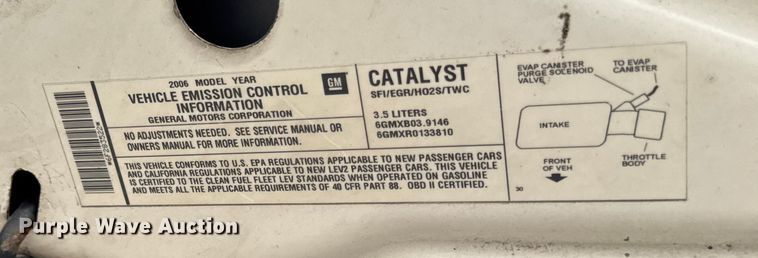 2006 MODEL YEAR
VEHICLE EMISSION CONTROL
INFORMATION
GENERAL MOTORS CORPORATION
GM
NO ADJUSTMENTS NEEDED. SEE SERVICE MANUAL OR
OWNERS MANUAL FOR MORE INFORMATION.
CATALYST
SFI/EGR/HO2S/TWC
3.5 LITERS
6GMXB03.9146
6GMXR0133810
THIS VEHICLE CONFORMS TO U.S. EPA REGULATIONS APPLICABLE TO NEW PASSENGER CARS
AND CALIFORNIA REGULATIONS APPLICABLE TO NEW LEV2 PASSENGER CARS. THIS VEHICLE
IS CERTIFIED TO THE CLEAN FUEL FLEET LEV STANDARDS WHEN OPERATED ON GASOLINE
AND MEETS ALL THE APPLICABLE REQUIREMENTS OF 40 CFR PART 88. OBD II CERTIFIED.
EVAP CANISTER
PURGE SOLENOID
VALVE
TO EVAP
CANISTER
INTAKE
FRONT
OF VEH
THROTTLE
BODY
30
Purple Wave Auction